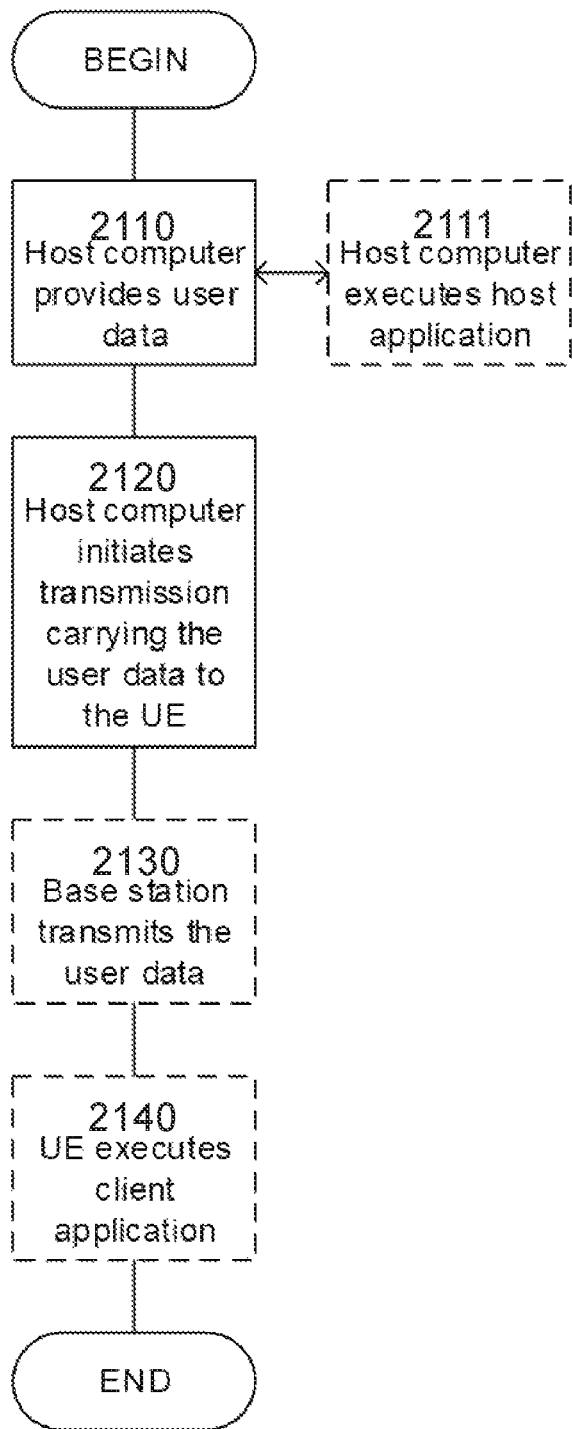 BEGIN
2110
Host computer
provides user
data
2111
Host computer
executes host
application
2120
Host computer
initiates
transmission
carrying the
user data to
the UE
2130
Base station
transmits the
user data
2140
UE executes
client
application
END